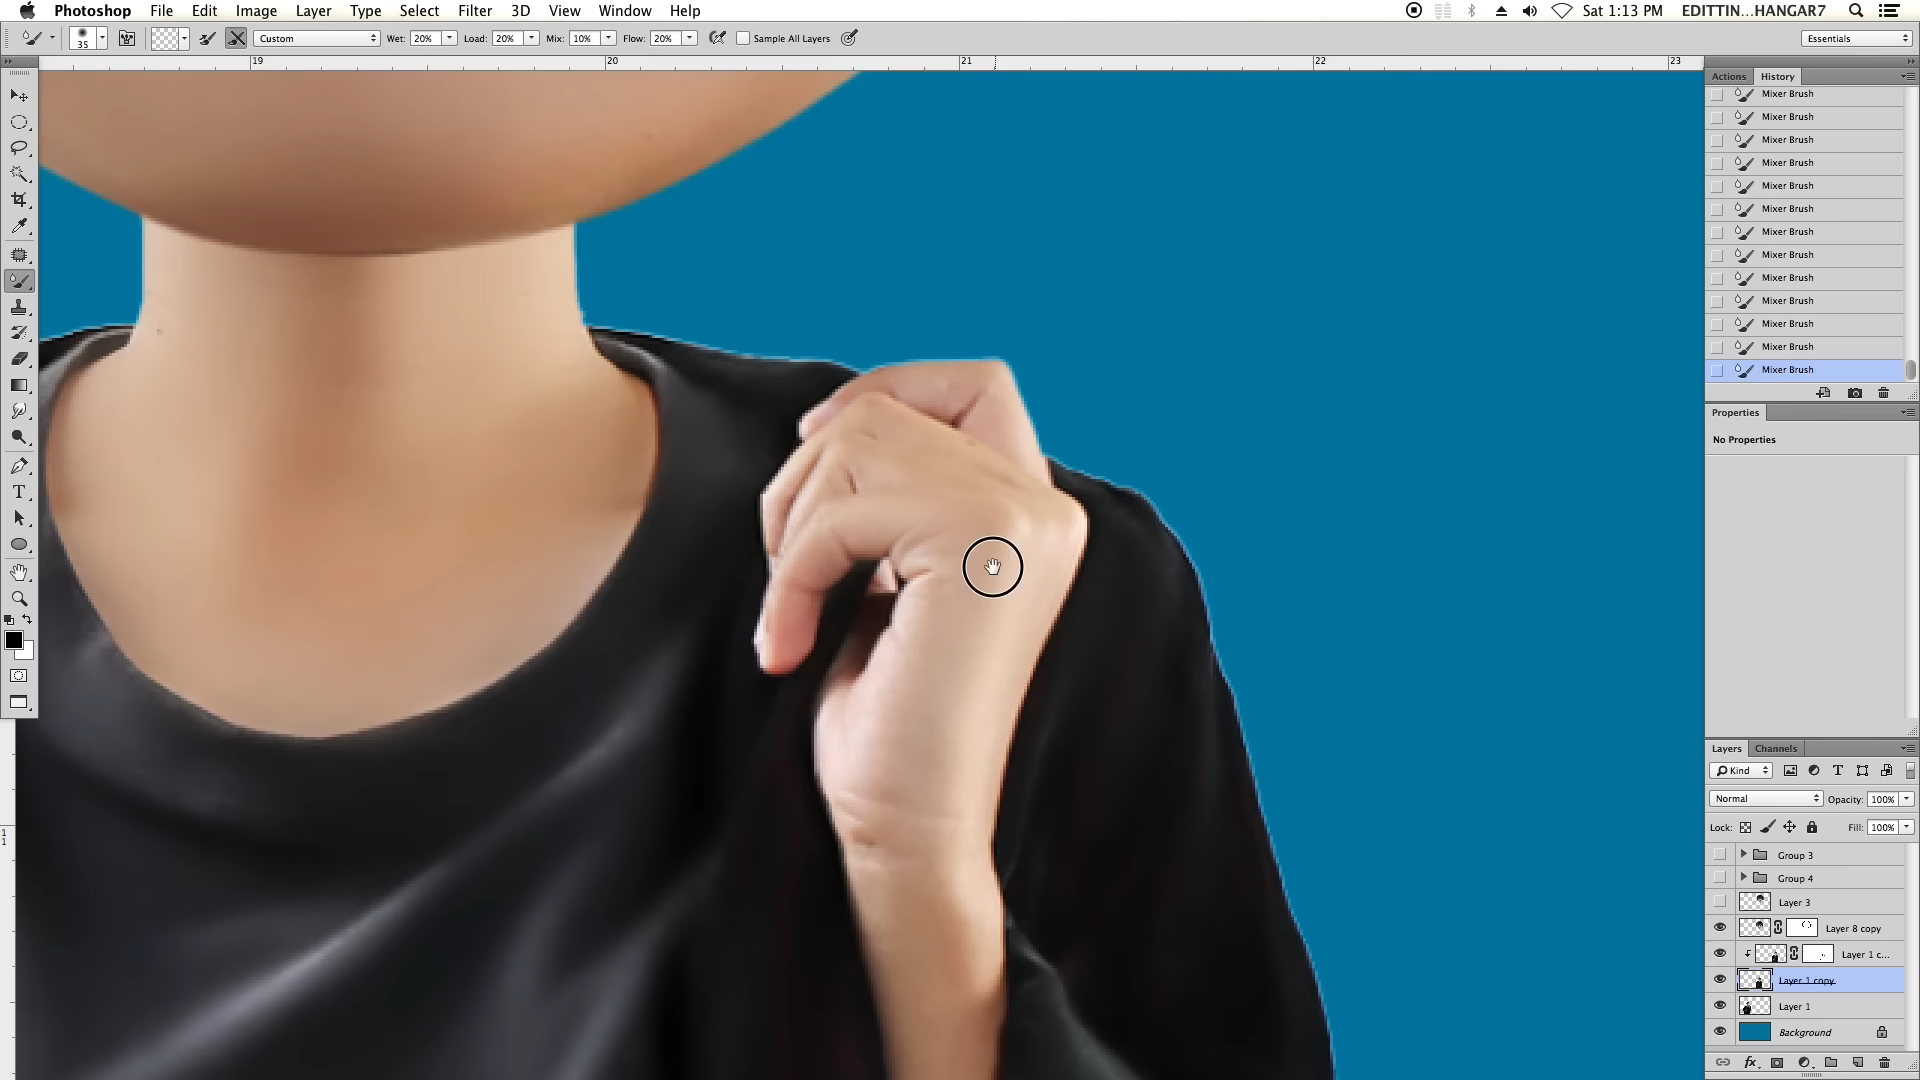 Photoshop File Edit Image Layer Type Select Filter 3D View Window Help Sat 1:13 PM EDITTIN...HANGAR7
35 Custom Wet: 20% Load: 20% Mix: 10% Flow: 20% Sample All Layers Essentials
19 20 21 22 23
Actions History
Mixer Brush
Mixer Brush
Mixer Brush
Mixer Brush
Mixer Brush
Mixer Brush
Mixer Brush
Mixer Brush
Mixer Brush
Mixer Brush
Mixer Brush
Mixer Brush
Mixer Brush
Properties
No Properties
Layers Channels
Kind
Normal Opacity: 100%
Lock: Fill: 100%
Group 3
Group 4
Layer 3
Layer 8 copy
Layer 1 c...
Layer 1 copy
Layer 1
Background
1
1